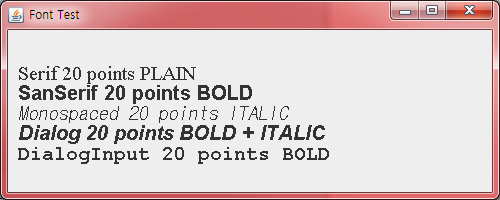 Font Test
Serif 20 points PLAIN
SanSerif 20 points BOLD
Monospaced 20 points ITALIC
Dialog 20 points BOLD + ITALIC
DialogInput 20 points BOLD